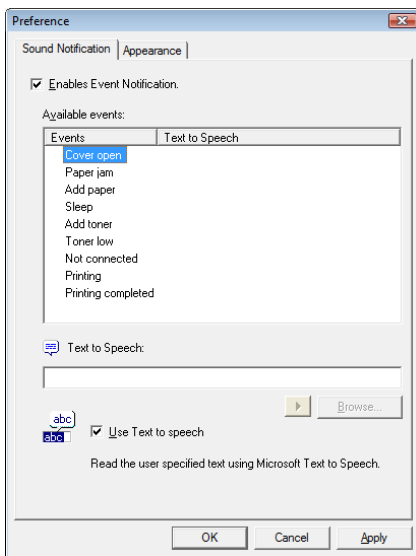 Preference
Sound Notification Appearance
Enables Event Notification.
Available events:
Events Text to Speech
Cover open
Paper jam
Add paper
Sleep
Add toner
Toner low
Not connected
Printing
Printing completed
Text to Speech:
Browse...
abc
abc
Use Text to speech
Read the user specified text using Microsoft Text to Speech.
OK Cancel Apply